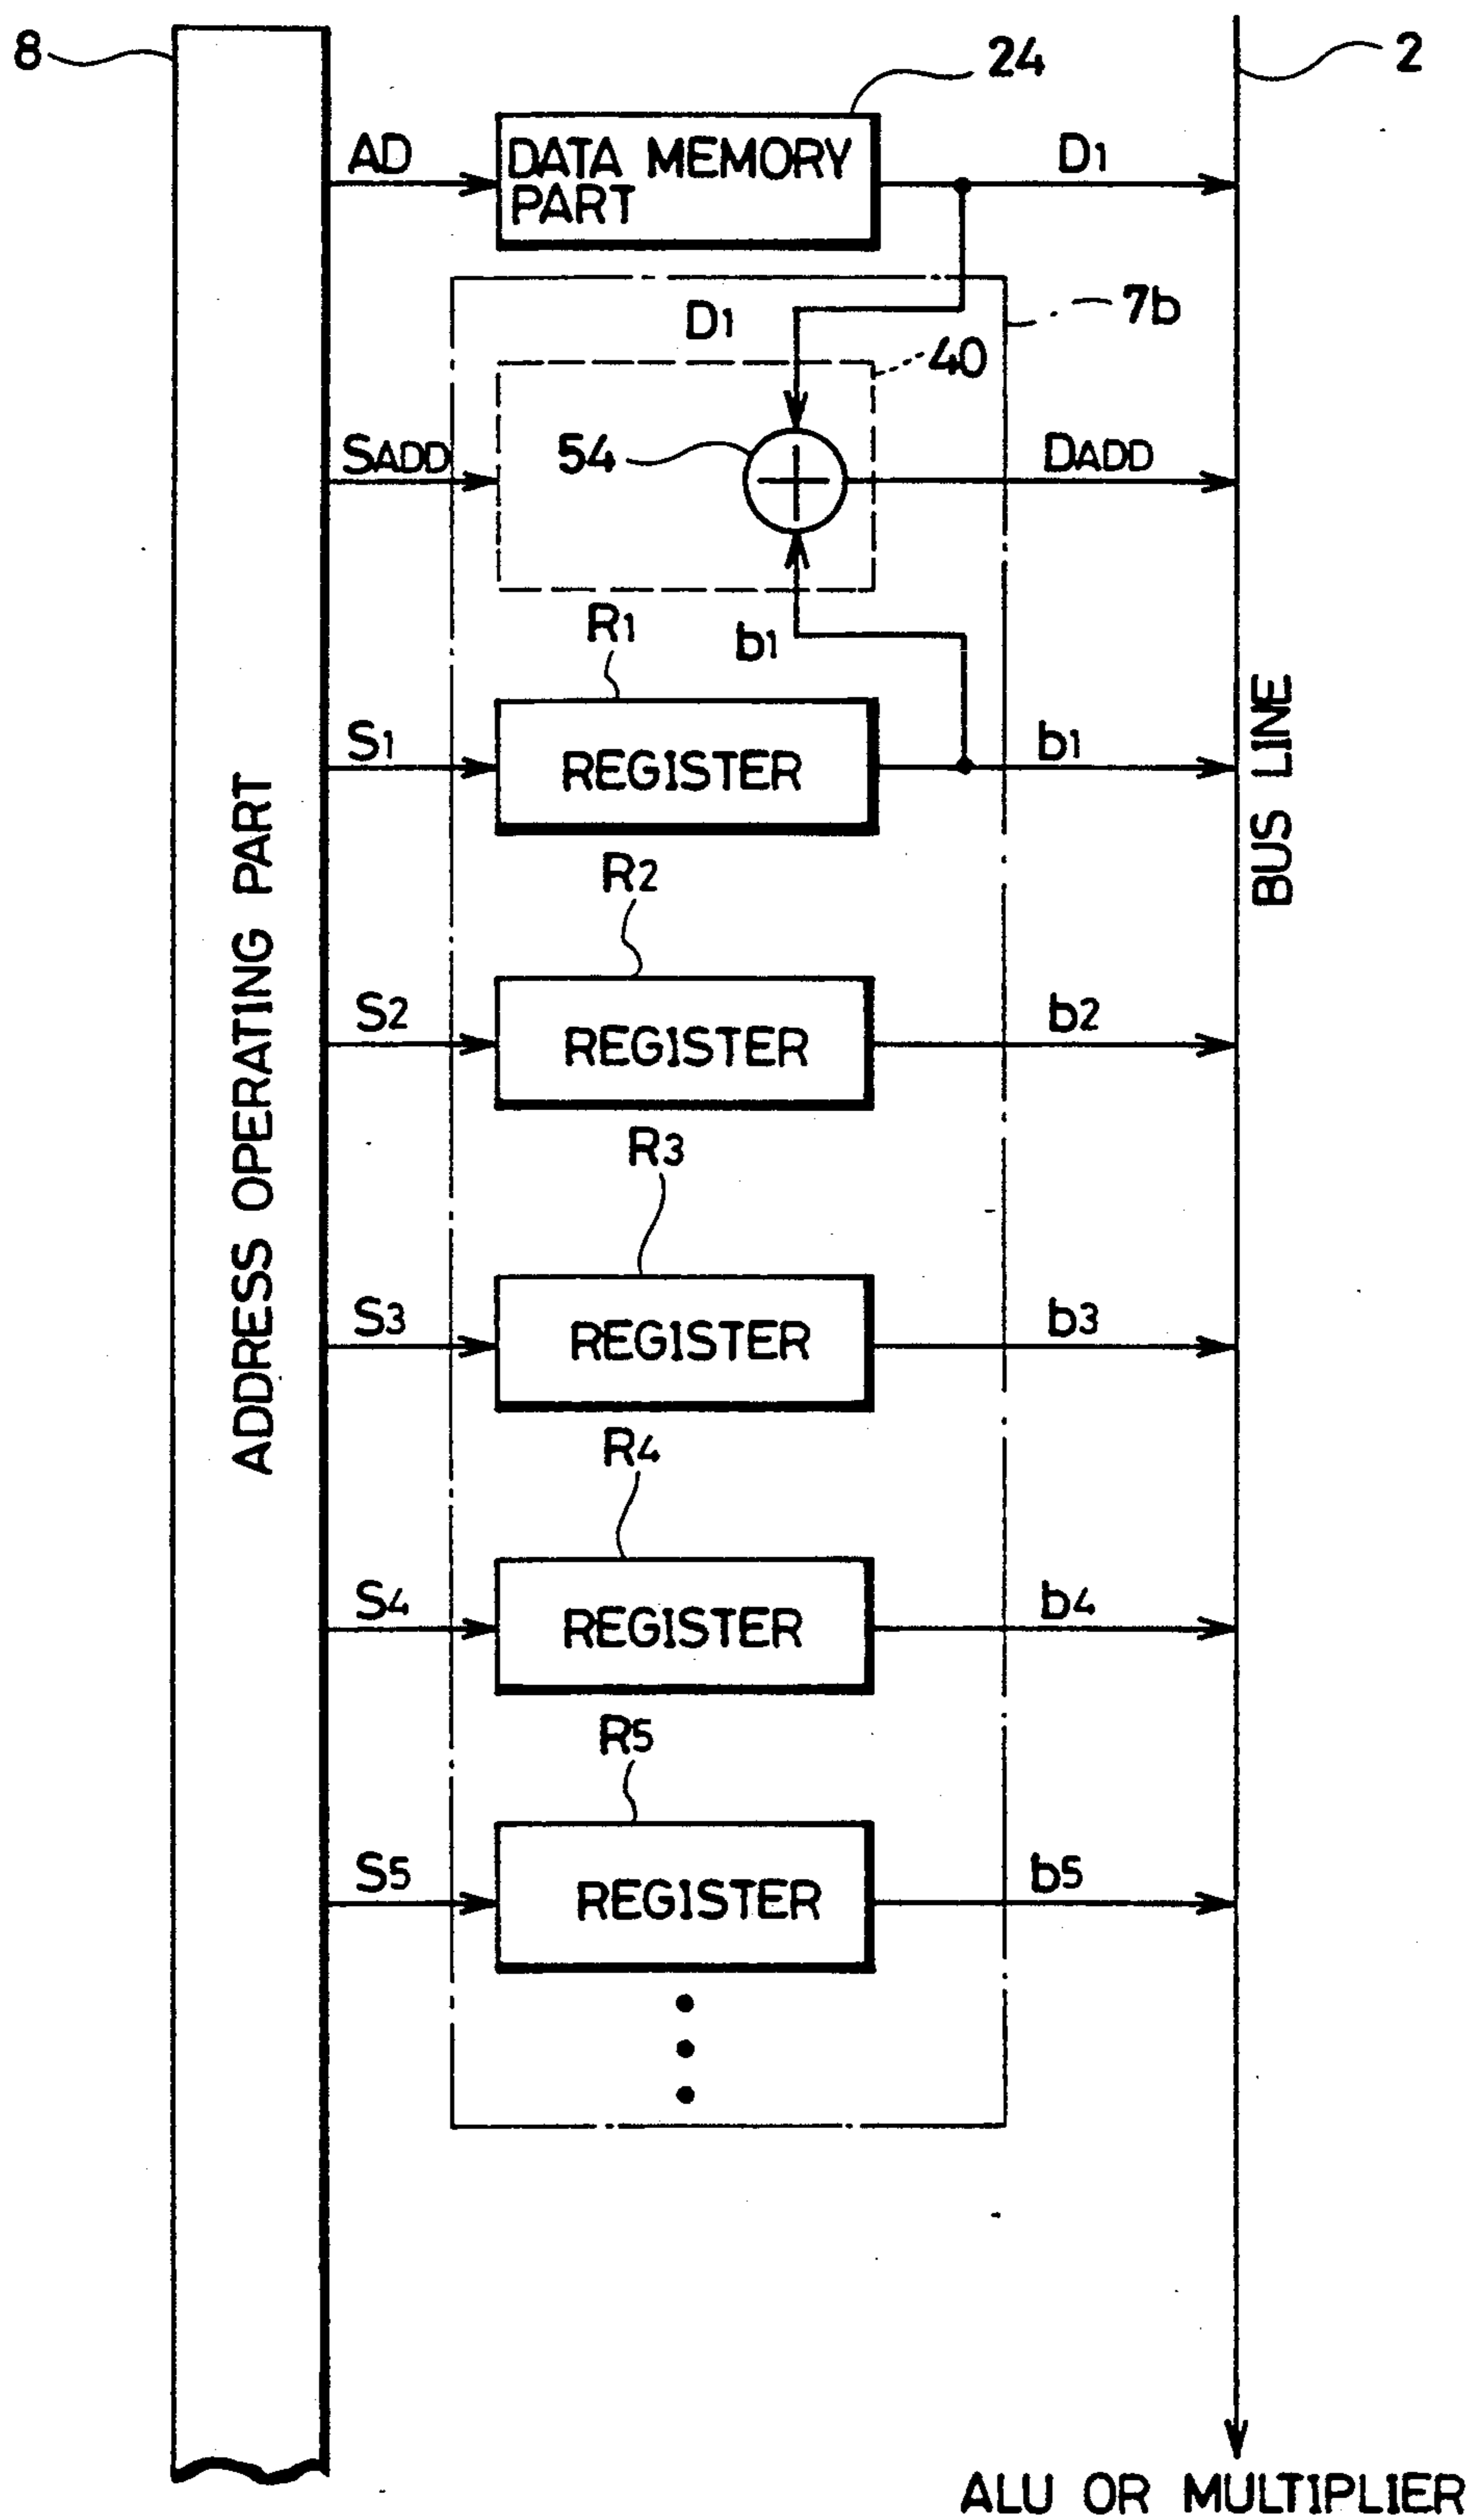 8
24
2
AD
DATA MEMORY
PART
D1
7b
D1
40
SADD
54
DADD
R1
b1
S1
REGISTER
b1
BUS LINE
ADDRESS OPERATING PART
R2
S2
REGISTER
b2
R3
S3
REGISTER
b3
R4
S4
REGISTER
b4
R5
S5
REGISTER
b5
ALU OR MULTIPLIER